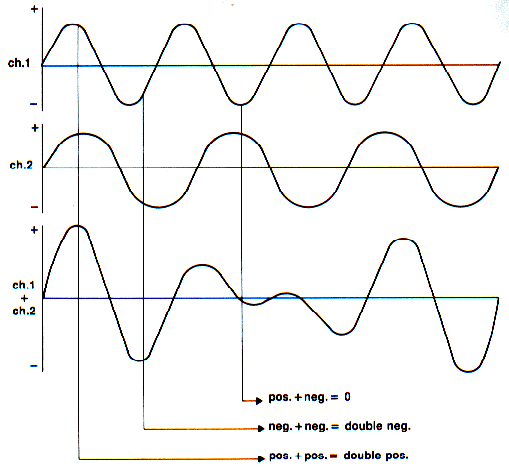 +
ch.1
–
+
ch.2
–
+
ch.1
+
ch.2
–
pos. + neg. = 0
neg. + neg. = double neg.
pos. + pos. = double pos.